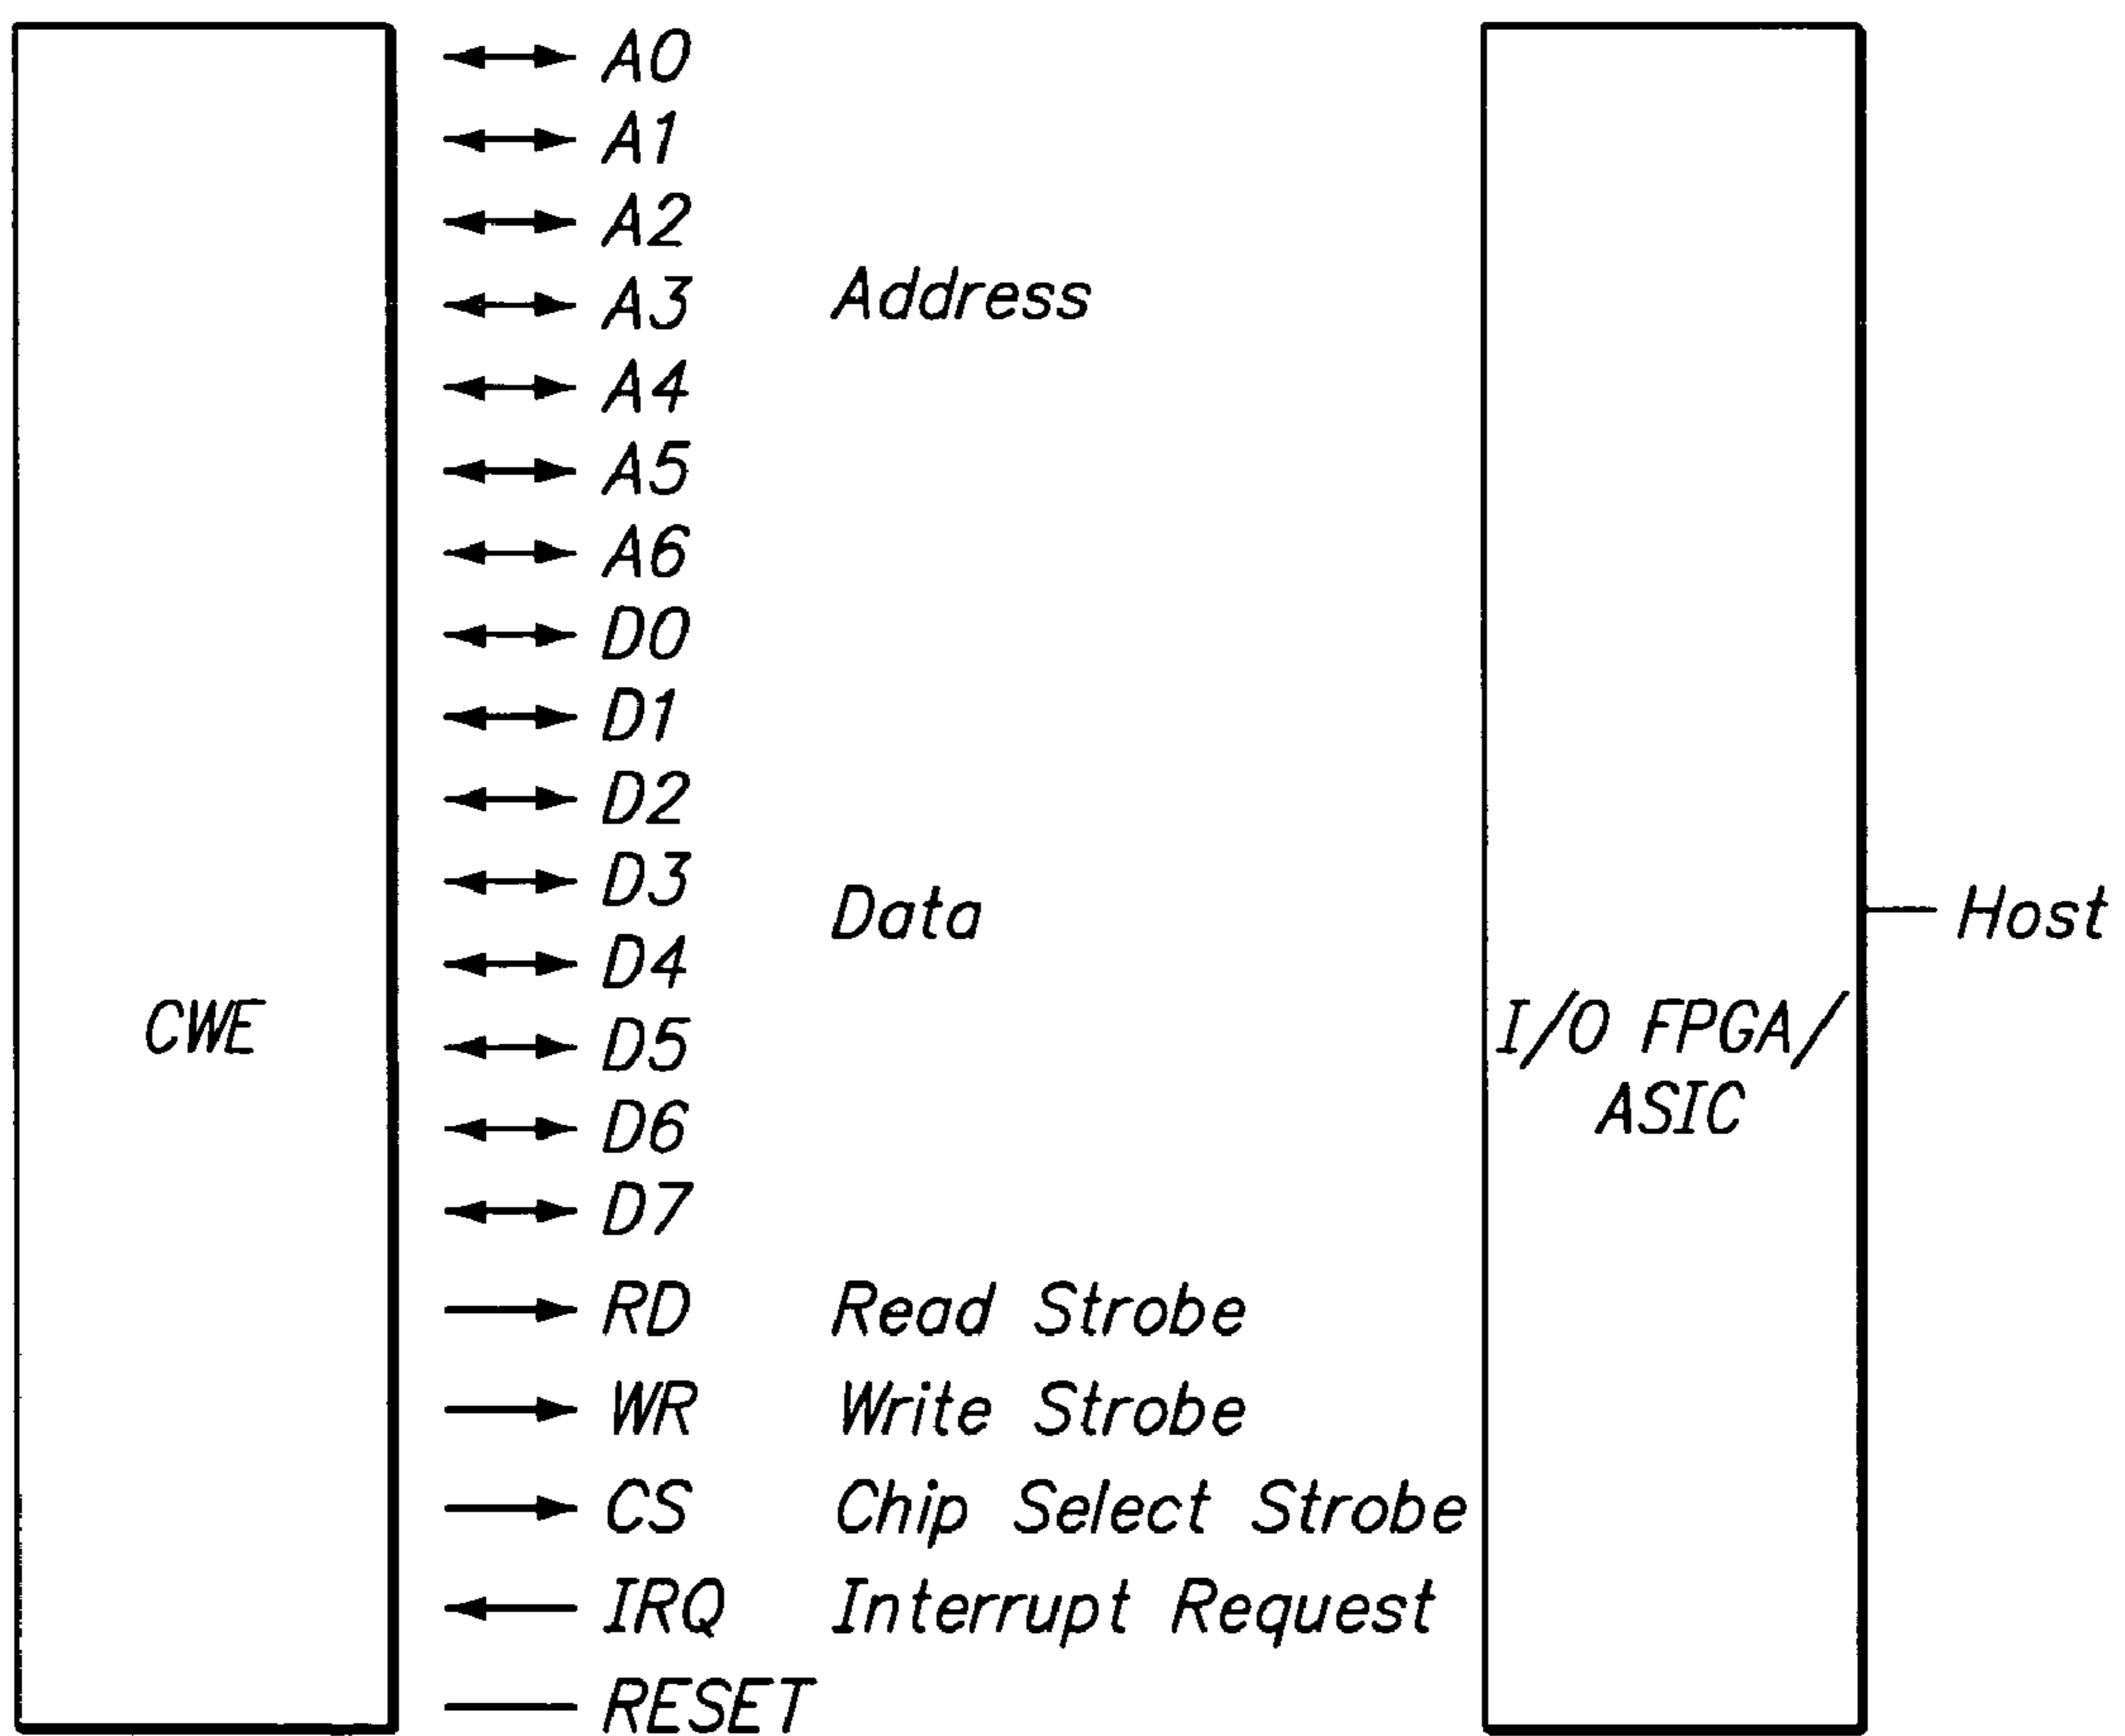 A0
A1
A2
A3 Address
A4
A5
A6
D0
D1
D2
D3 Data
D4
D5
D6
D7
RD Read Strobe
WR Write Strobe
CS Chip Select Strobe
IRQ Interrupt Request
RESET
CWE
I/O FPGA/
ASIC
Host